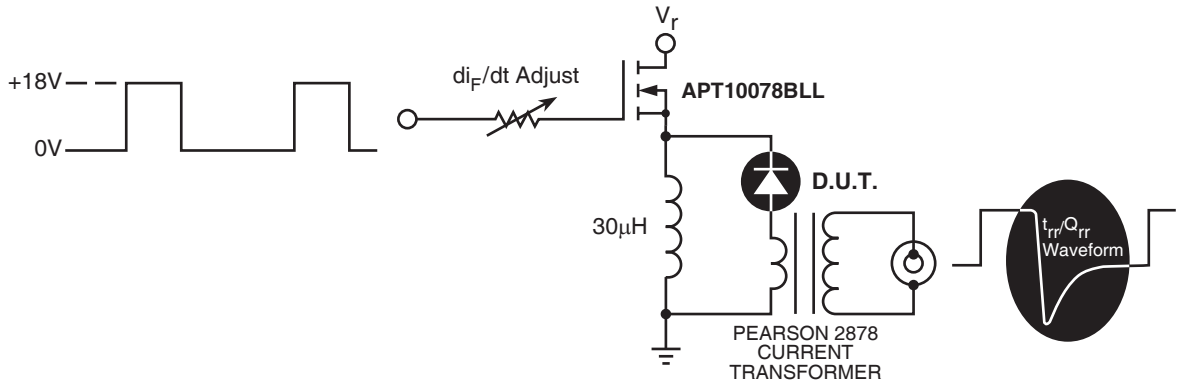 V_r
+18V
di_F/dt Adjust
APT10078BLL
0V
D.U.T.
30μH
t_rr/Q_rr
Waveform
PEARSON 2878
CURRENT
TRANSFORMER